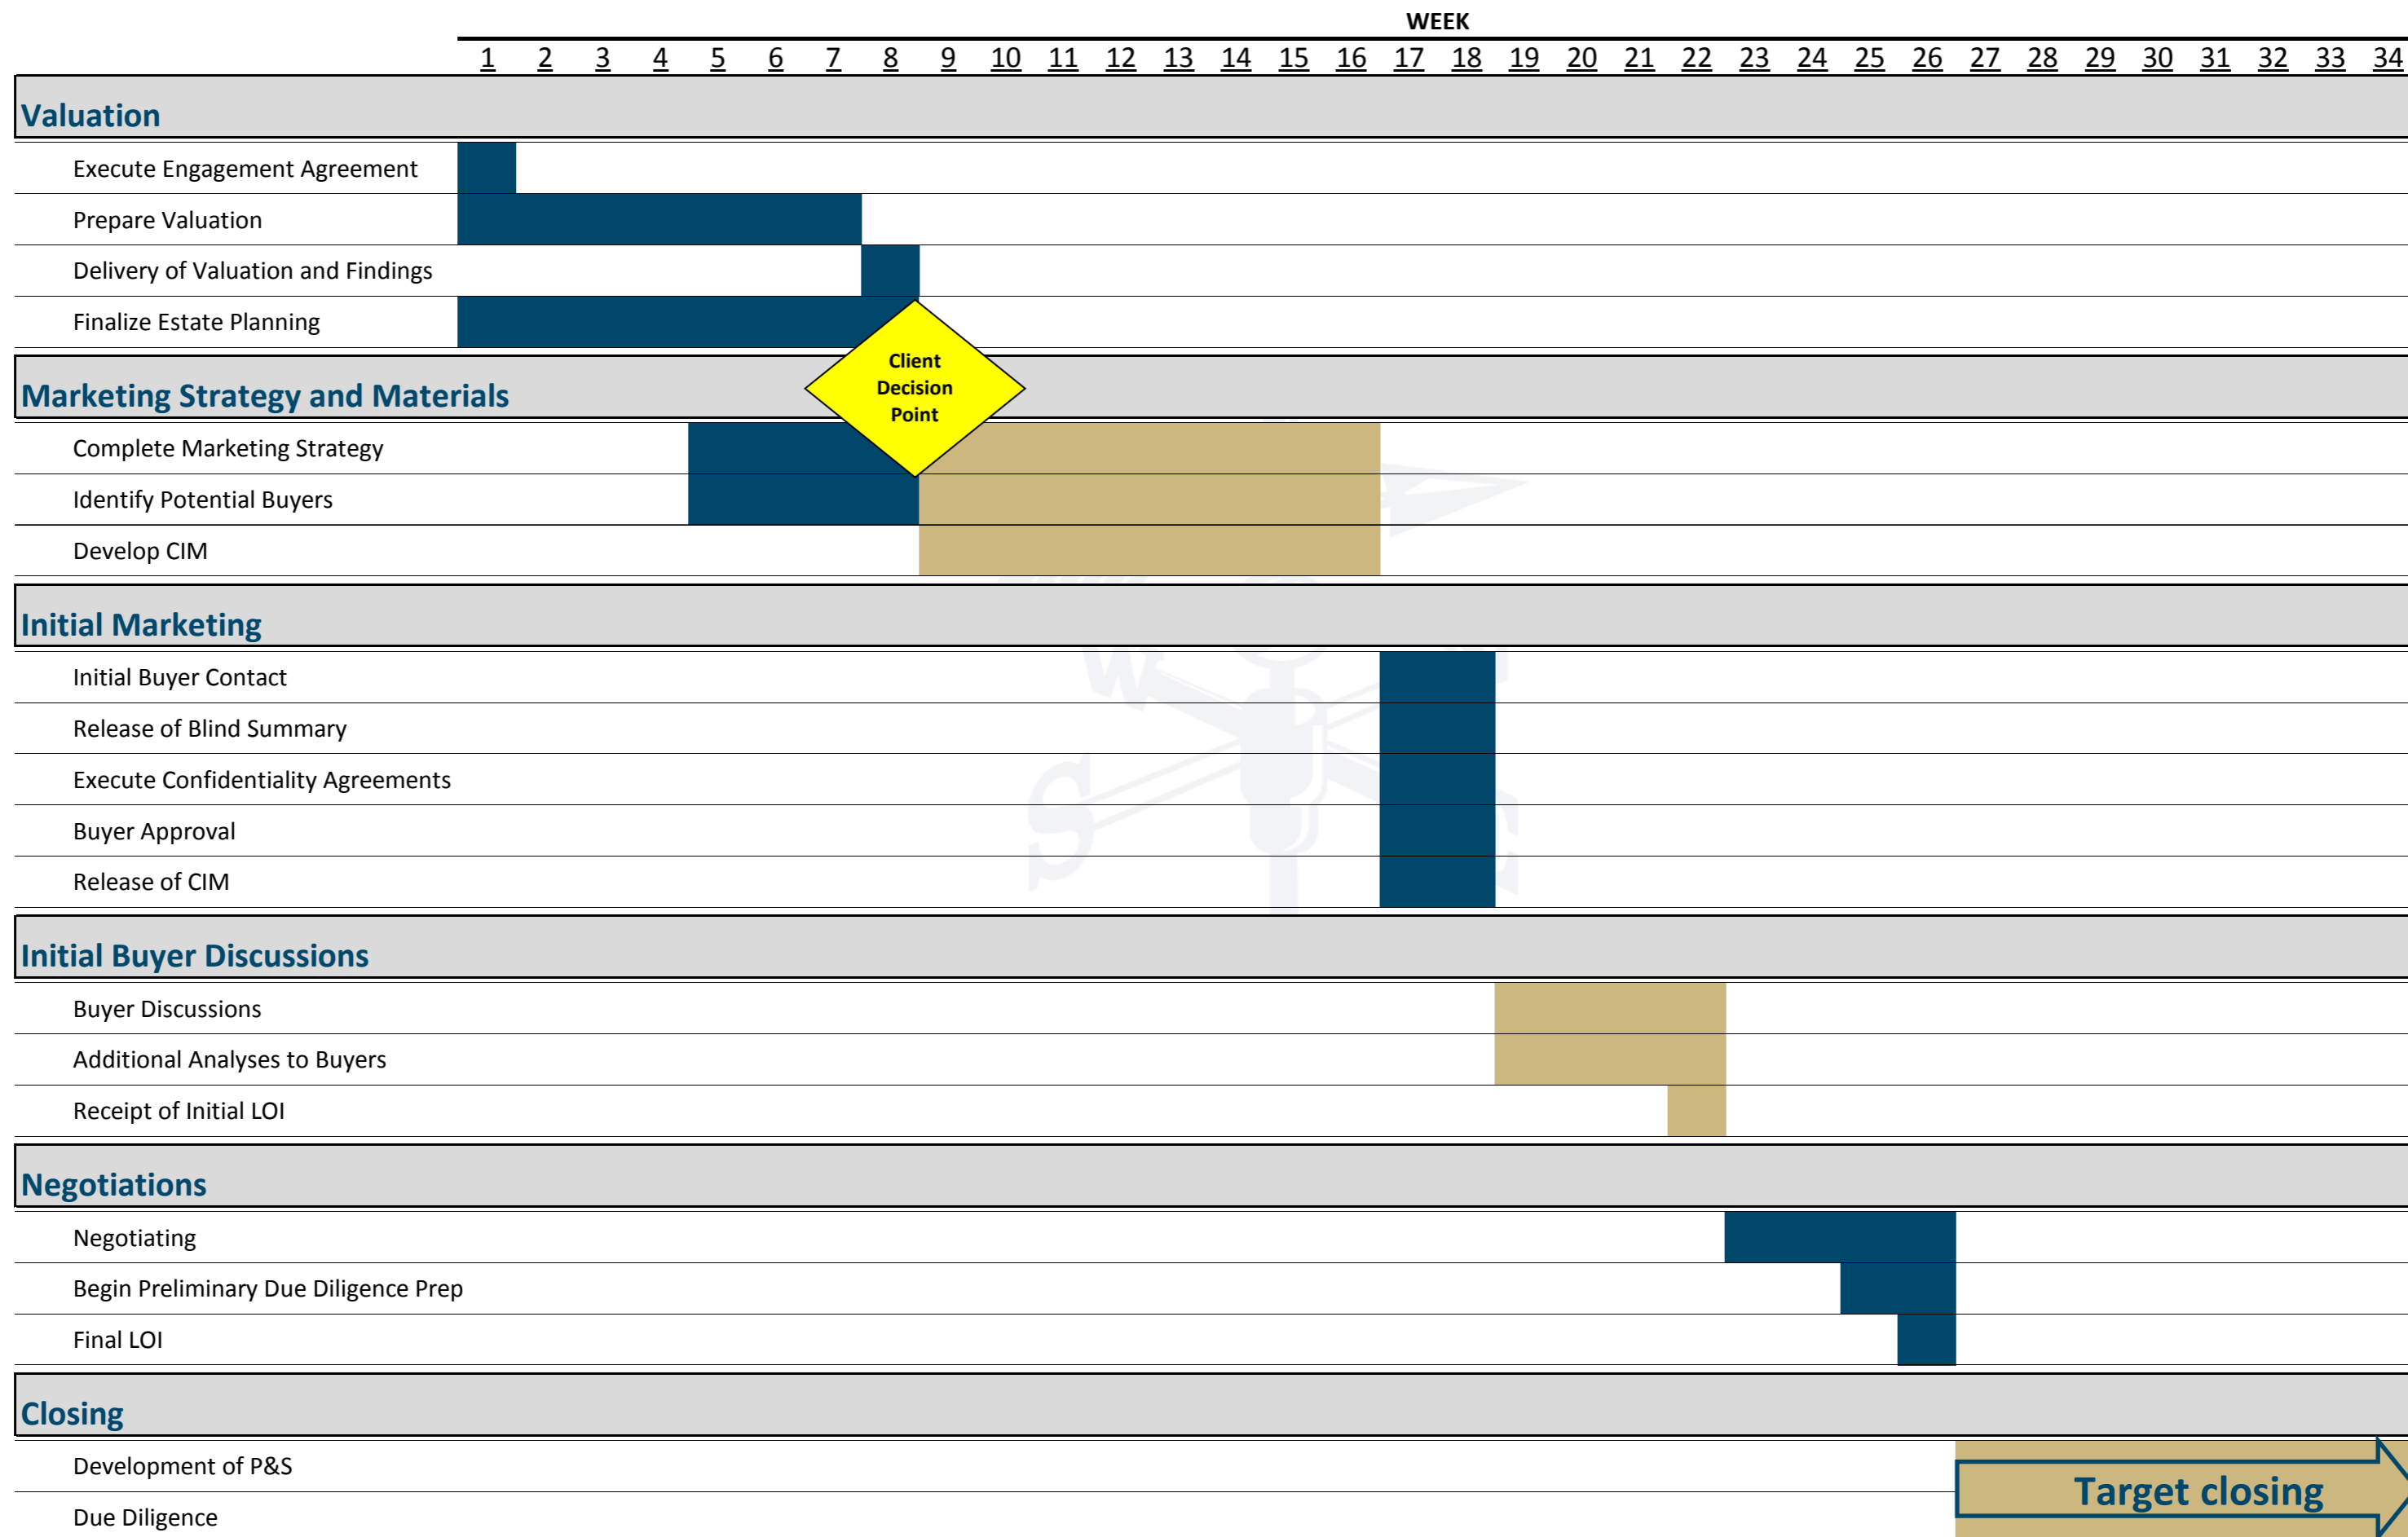 WEEK
1 2 3 4 5 6 7 8 9 10 11 12 13 14 15 16 17 18 19 20 21 22 23 24 25 26 27 28 29 30 31 32 33 34
Valuation
Execute Engagement Agreement
Prepare Valuation
Delivery of Valuation and Findings
Finalize Estate Planning
Client
Decision
Point
Marketing Strategy and Materials
Complete Marketing Strategy
Identify Potential Buyers
Develop CIM
Initial Marketing
Initial Buyer Contact
Release of Blind Summary
Execute Confidentiality Agreements
Buyer Approval
Release of CIM
W
S
E
Initial Buyer Discussions
Buyer Discussions
Additional Analyses to Buyers
Receipt of Initial LOI
Negotiations
Negotiating
Begin Preliminary Due Diligence Prep
Final LOI
Closing
Development of P&S
Target closing
Due Diligence